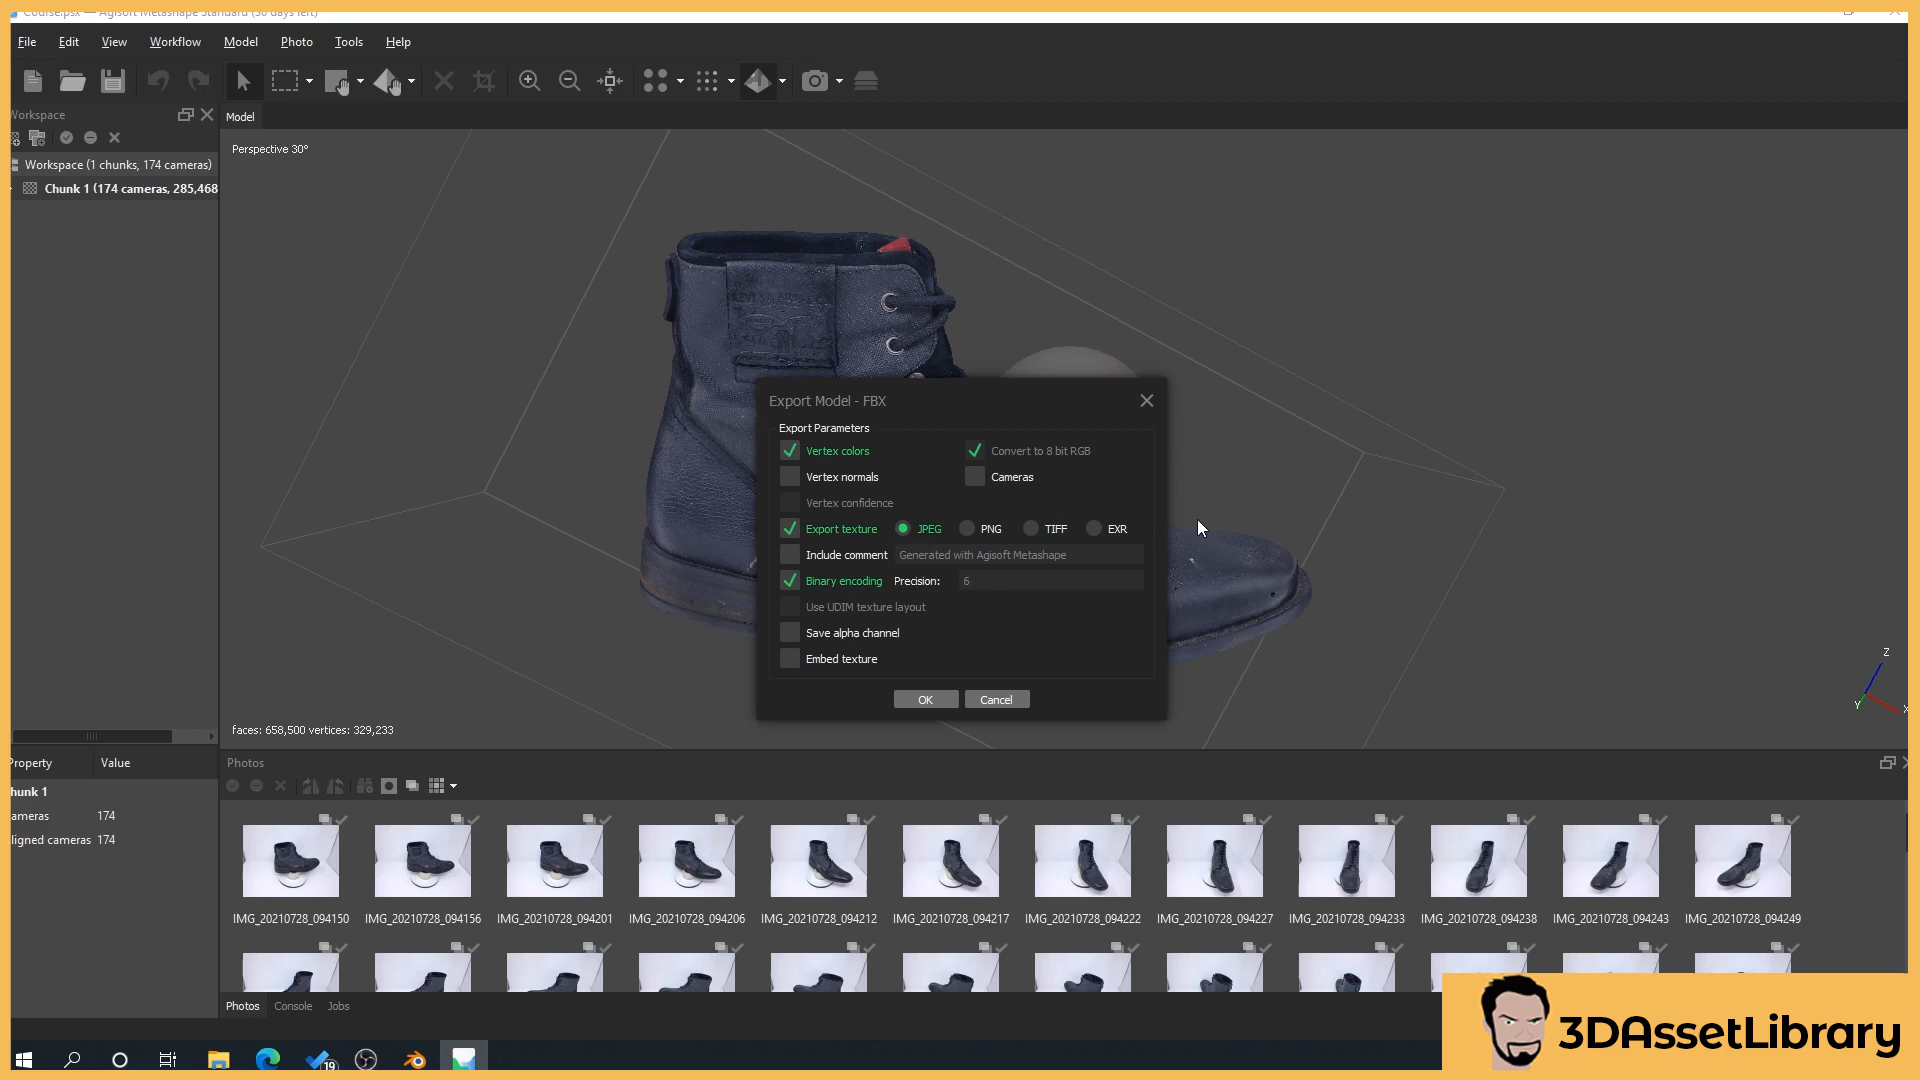 Course.psx — Agisoft Metashape Standard (30 days left)
File Edit View Workflow Model Photo Tools Help
Workspace
Model
Workspace (1 chunks, 174 cameras)
Chunk 1 (174 cameras, 285,468
Perspective 30°
Export Model - FBX
Export Parameters
Vertex colors Convert to 8 bit RGB
Vertex normals Cameras
Vertex confidence
Export texture JPEG PNG TIFF EXR
Include comment Generated with Agisoft Metashape
Binary encoding Precision: 6
Use UDIM texture layout
Save alpha channel
Embed texture
OK Cancel
Z
Y X
faces: 658,500 vertices: 329,233
Property Value
hunk 1
ameras 174
ligned cameras 174
Photos
IMG_20210728_094150 IMG_20210728_094156 IMG_20210728_094201 IMG_20210728_094206 IMG_20210728_094212 IMG_20210728_094217 IMG_20210728_094222 IMG_20210728_094227 IMG_20210728_094233 IMG_20210728_094238 IMG_20210728_094243 IMG_20210728_094249
Photos Console Jobs
19
3DAssetLibrary